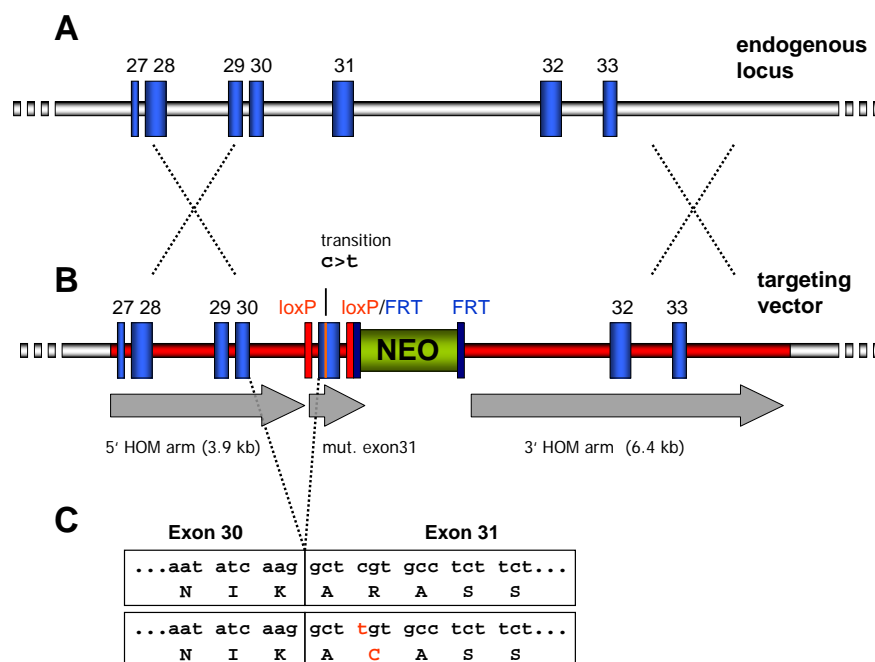 A
endogenous
locus
27 28 29 30 31 32 33
transition
c>t
B
targeting
vector
27 28 29 30 loxP loxP/FRT FRT 32 33
NEO
5' HOM arm (3.9 kb) mut. exon31 3' HOM arm (6.4 kb)
C
Exon 30 Exon 31
...aat atc aag gct cgt gcc tct tct...
N I K A R A S S
...aat atc aag gct tgt gcc tct tct...
N I K A C A S S